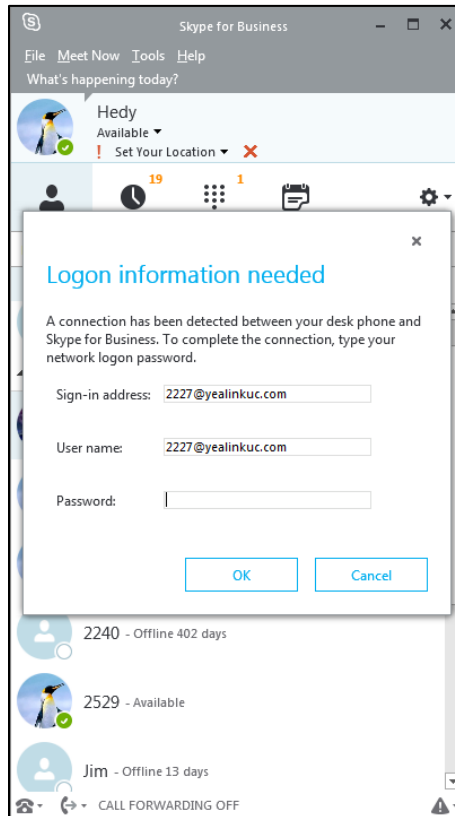 Skype for Business
File Meet Now Tools Help
What's happening today?
Hedy
Available
! Set Your Location
19
1
Logon information needed
A connection has been detected between your desk phone and
Skype for Business. To complete the connection, type your
network logon password.
Sign-in address: 2227@yealinkuc.com
User name: 2227@yealinkuc.com
Password:
OK Cancel
2240 - Offline 402 days
2529 - Available
Jim - Offline 13 days
CALL FORWARDING OFF